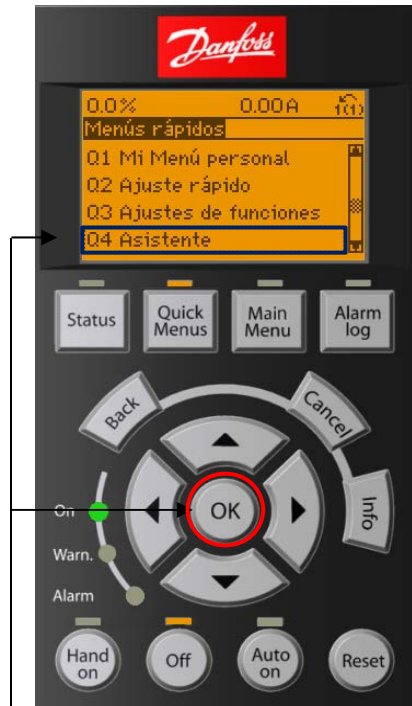 Danfoss
0.0% 0.00A 1(1)
Menús rápidos
Q1 Mi Menú personal
Q2 Ajuste rápido
Q3 Ajustes de funciones
Q4 Asistente
Status Quick Menus Main Menu Alarm log
Back Cancel
Info
OK
On
Warn.
Alarm
Hand on Off Auto on Reset